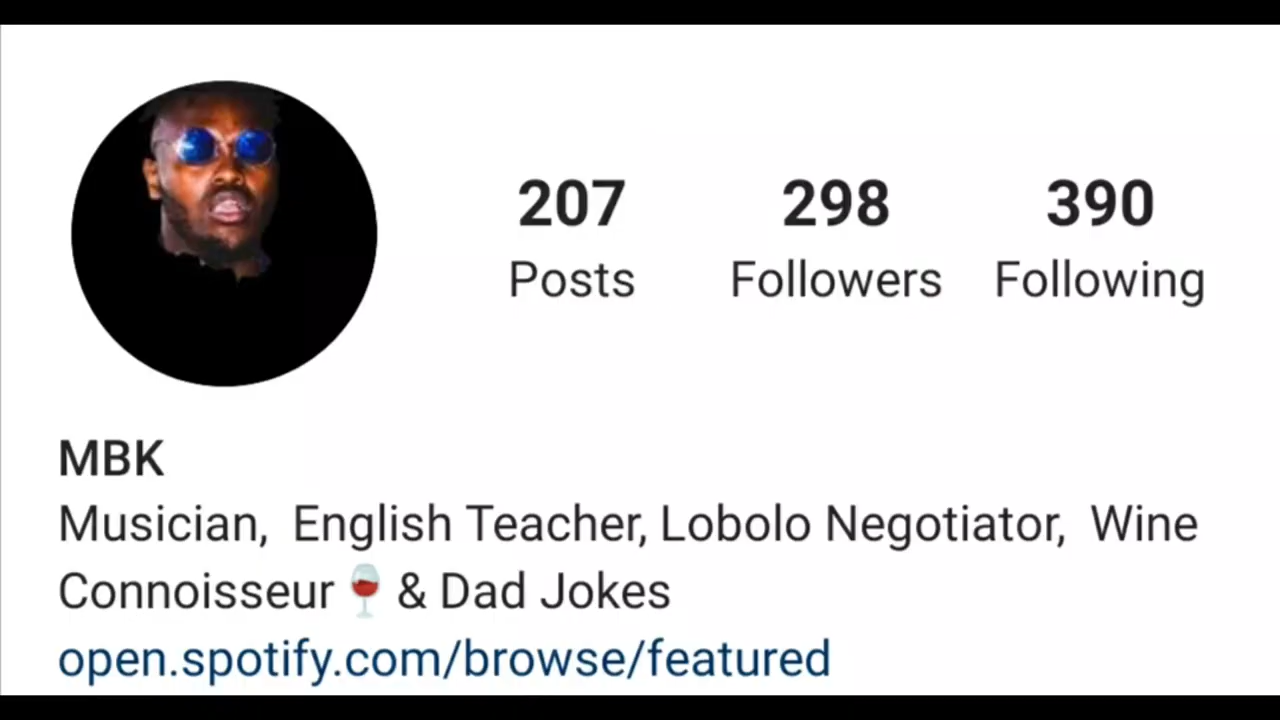 207 298 390
Posts Followers Following
MBK
Musician,  English Teacher, Lobolo Negotiator,  Wine
Connoisseur🍷& Dad Jokes
open.spotify.com/browse/featured